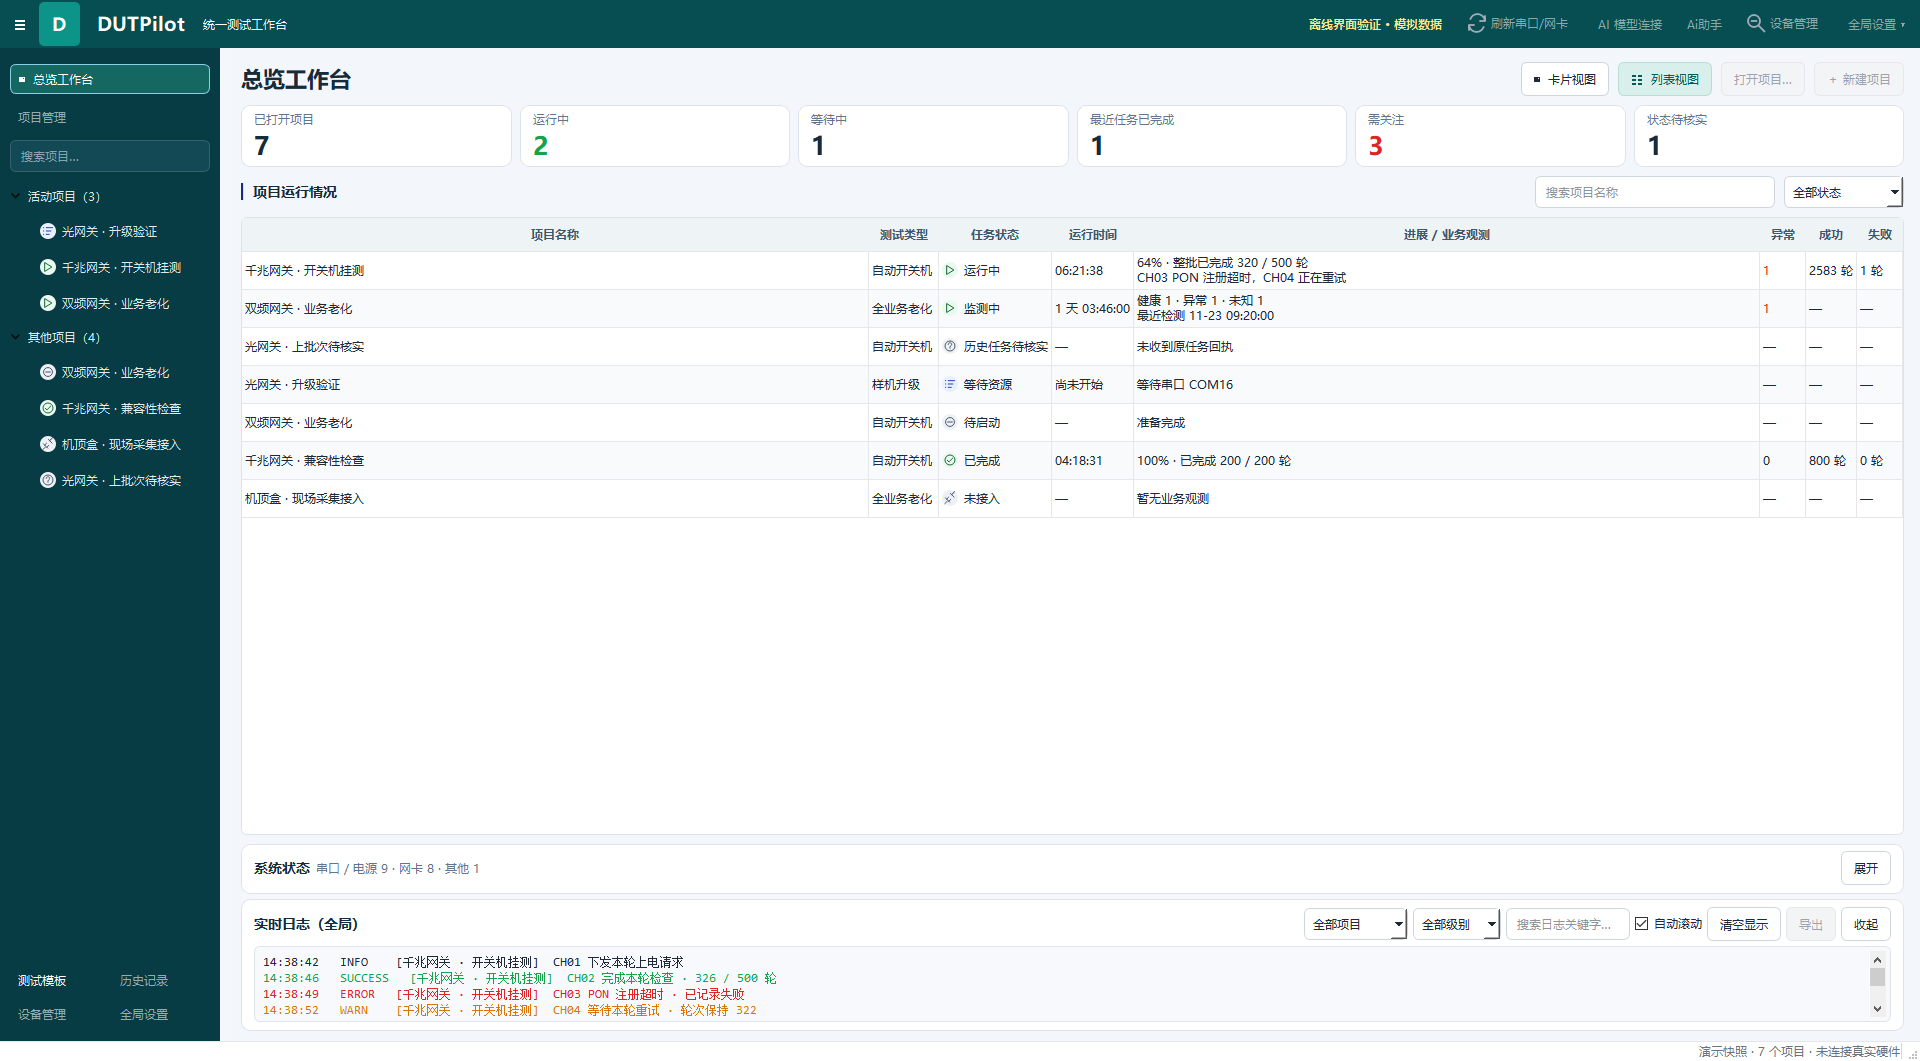 ☰ D DUTPilot 统一测试工作台 离线界面验证 · 模拟数据 刷新串口/网卡 AI 模型连接 Ai助手 设备管理 全局设置
总览工作台
项目管理
搜索项目...
活动项目 (3)
光网关 · 升级验证
千兆网关 · 开关机挂测
双频网关 · 业务老化
其他项目 (4)
双频网关 · 业务老化
千兆网关 · 兼容性检查
机顶盒 · 现场采集接入
光网关 · 上批次待核实
测试模板 历史记录
设备管理 全局设置
总览工作台 卡片视图 列表视图 打开项目... + 新建项目
已打开项目 运行中 等待中 最近任务已完成 需关注 状态待核实
7 2 1 1 3 1
项目运行情况 搜索项目名称 全部状态
项目名称 测试类型 任务状态 运行时间 进展 / 业务观测 异常 成功 失败
千兆网关 · 开关机挂测 自动开关机 运行中 06:21:38 64% · 整批已完成 320 / 500 轮 1 2583 轮 1 轮
CH03 PON 注册超时, CH04 正在重试
双频网关 · 业务老化 全业务老化 监测中 1 天 03:46:00 健康 1 · 异常 1 · 未知 1 1 — —
最近检测 11-23 09:20:00
光网关 · 上批次待核实 自动开关机 历史任务待核实 — 未收到原任务回执 — — —
光网关 · 升级验证 样机升级 等待资源 尚未开始 等待串口 COM16 — — —
双频网关 · 业务老化 自动开关机 待启动 — 准备完成 — — —
千兆网关 · 兼容性检查 自动开关机 已完成 04:18:31 100% · 已完成 200 / 200 轮 0 800 轮 0 轮
机顶盒 · 现场采集接入 全业务老化 未接入 — 暂无业务观测 — — —
系统状态 串口 / 电源 9 · 网卡 8 · 其他 1 展开
实时日志（全局） 全部项目 全部级别 搜索日志关键字... 自动滚动 清空显示 导出 收起
14:38:42 INFO [千兆网关 · 开关机挂测] CH01 下发本轮上电请求
14:38:46 SUCCESS [千兆网关 · 开关机挂测] CH02 完成本轮检查 · 326 / 500 轮
14:38:49 ERROR [千兆网关 · 开关机挂测] CH03 PON 注册超时 · 已记录失败
14:38:52 WARN [千兆网关 · 开关机挂测] CH04 等待本轮重试 · 轮次保持 322
演示快照 · 7 个项目 · 未连接真实硬件